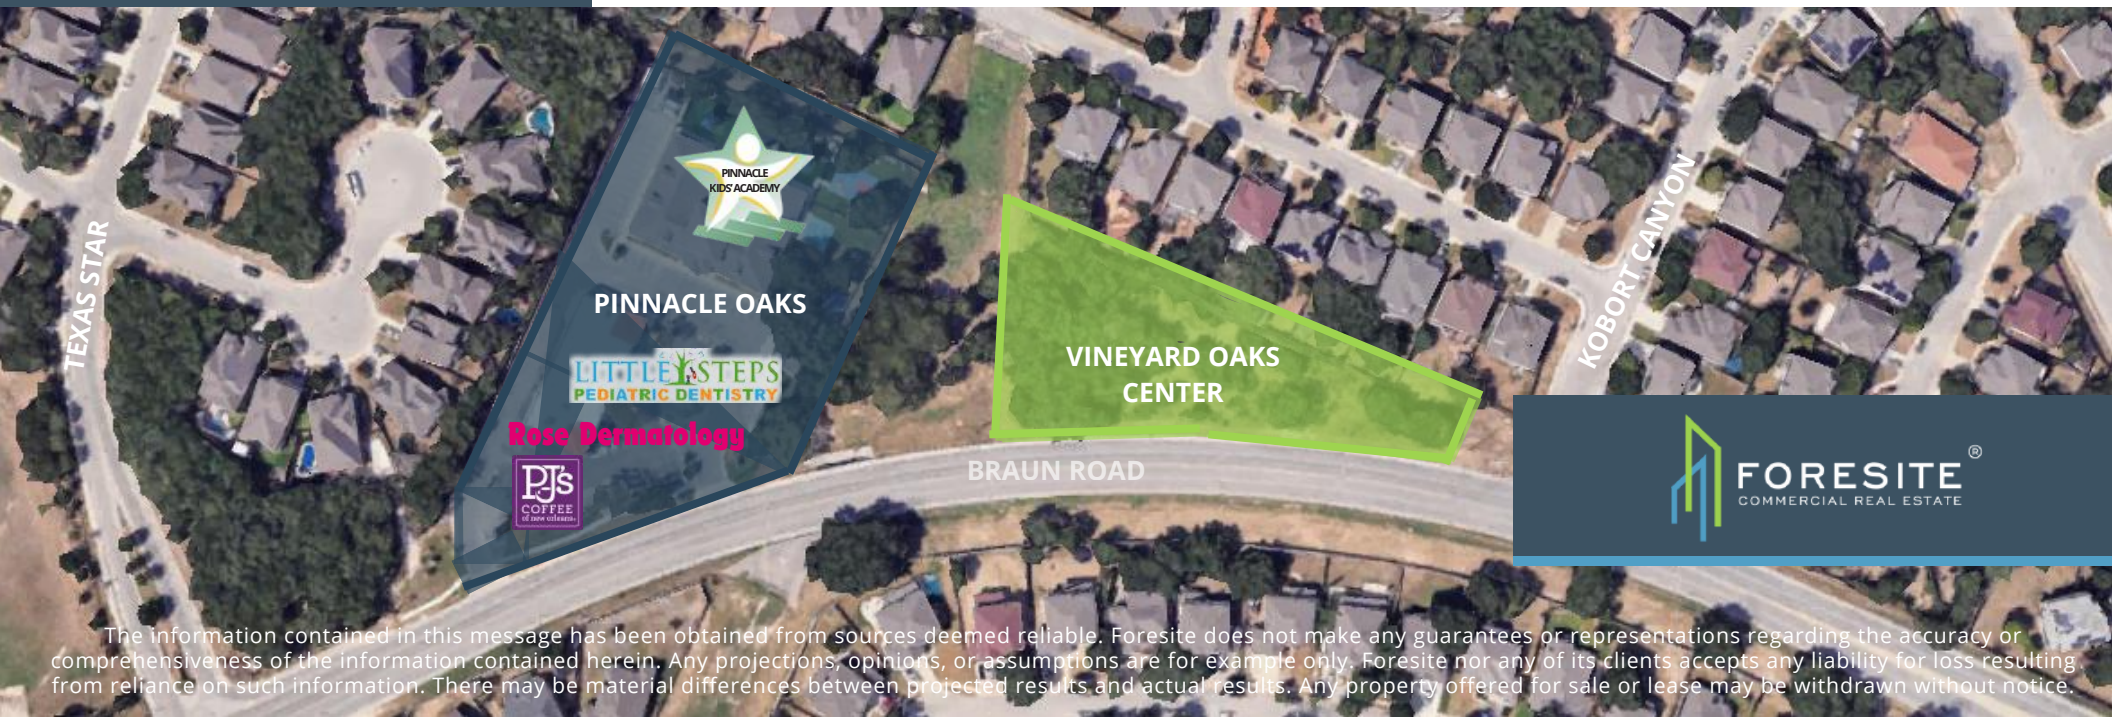 PINNACLE
KIDS' ACADEMY
PINNACLE OAKS
LITTLE STEPS
PEDIATRIC DENTISTRY
Rose Dermatology
PJ's
COFFEE
of new orleans
TEXAS STAR
VINEYARD OAKS
CENTER
BRAUN ROAD
KOBORT CANYON
FORESITE®
COMMERCIAL REAL ESTATE
The information contained in this message has been obtained from sources deemed reliable. Foresite does not make any guarantees or representations regarding the accuracy or
comprehensiveness of the information contained herein. Any projections, opinions, or assumptions are for example only. Foresite nor any of its clients accepts any liability for loss resulting
from reliance on such information. There may be material differences between projected results and actual results. Any property offered for sale or lease may be withdrawn without notice.